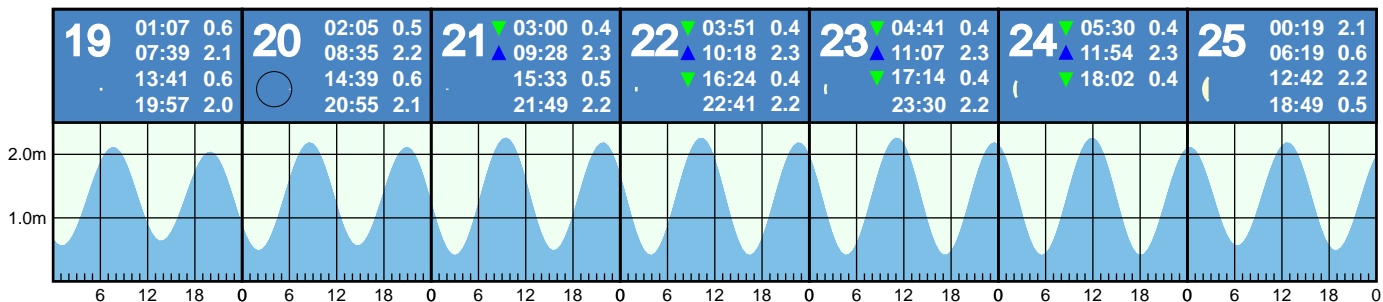 19 01:07 0.6
07:39 2.1
13:41 0.6
19:57 2.0
20 02:05 0.5
08:35 2.2
14:39 0.6
20:55 2.1
21 ▼ 03:00 0.4
▲ 09:28 2.3
15:33 0.5
21:49 2.2
22 ▼ 03:51 0.4
▲ 10:18 2.3
▼ 16:24 0.4
22:41 2.2
23 ▼ 04:41 0.4
▲ 11:07 2.3
▼ 17:14 0.4
23:30 2.2
24 ▼ 05:30 0.4
▲ 11:54 2.3
▼ 18:02 0.4
25 00:19 2.1
06:19 0.6
12:42 2.2
18:49 0.5
2.0m
1.0m
6 12 18 0 6 12 18 0 6 12 18 0 6 12 18 0 6 12 18 0 6 12 18 0 6 12 18 0